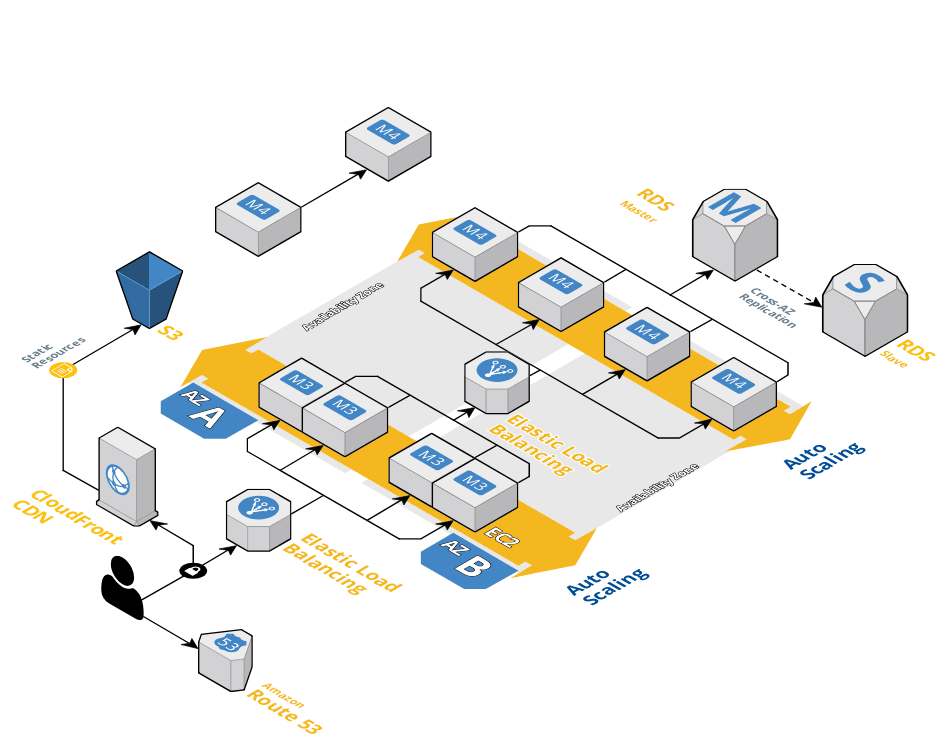 M4
M4
RDS
Master
M
M4
Cross-AZ
Replication
S
RDS
Slave
M4
Availability Zone
S3
Static
Resources
M4
M4
M3
M3
AZ
A
Elastic Load
Balancing
Auto
Scaling
M3
M3
Availability Zone
CloudFront
CDN
EC2
AZ
B
Elastic Load
Balancing
Auto
Scaling
53
Amazon
Route 53